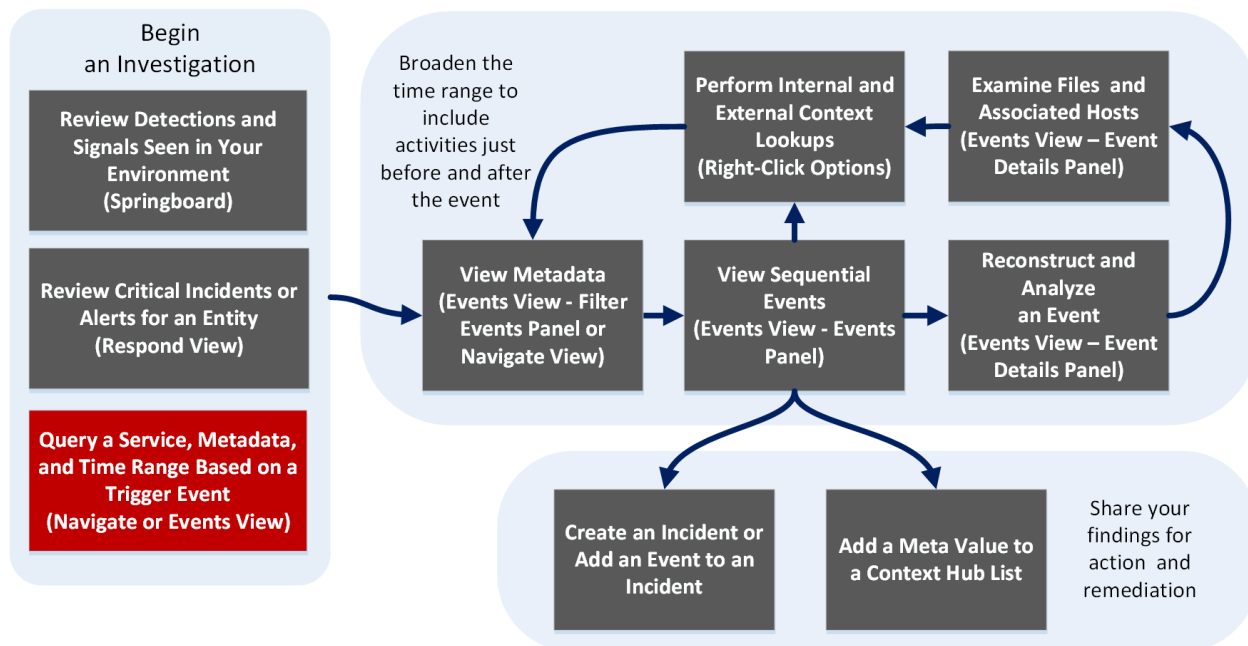 Begin
an Investigation
Review Detections and
Signals Seen in Your
Environment
(Springboard)
Review Critical Incidents or
Alerts for an Entity
(Respond View)
Query a Service, Metadata,
and Time Range Based on a
Trigger Event
(Navigate or Events View)
Broaden the
time range to
include
activities just
before and after
the event
Perform Internal and
External Context
Lookups
(Right-Click Options)
Examine Files and
Associated Hosts
(Events View – Event
Details Panel)
View Metadata
(Events View - Filter
Events Panel or
Navigate View)
View Sequential
Events
(Events View - Events
Panel)
Reconstruct and
Analyze
an Event
(Events View – Event
Details Panel)
Create an Incident or
Add an Event to an
Incident
Add a Meta Value to
a Context Hub List
Share your
findings for
action and
remediation